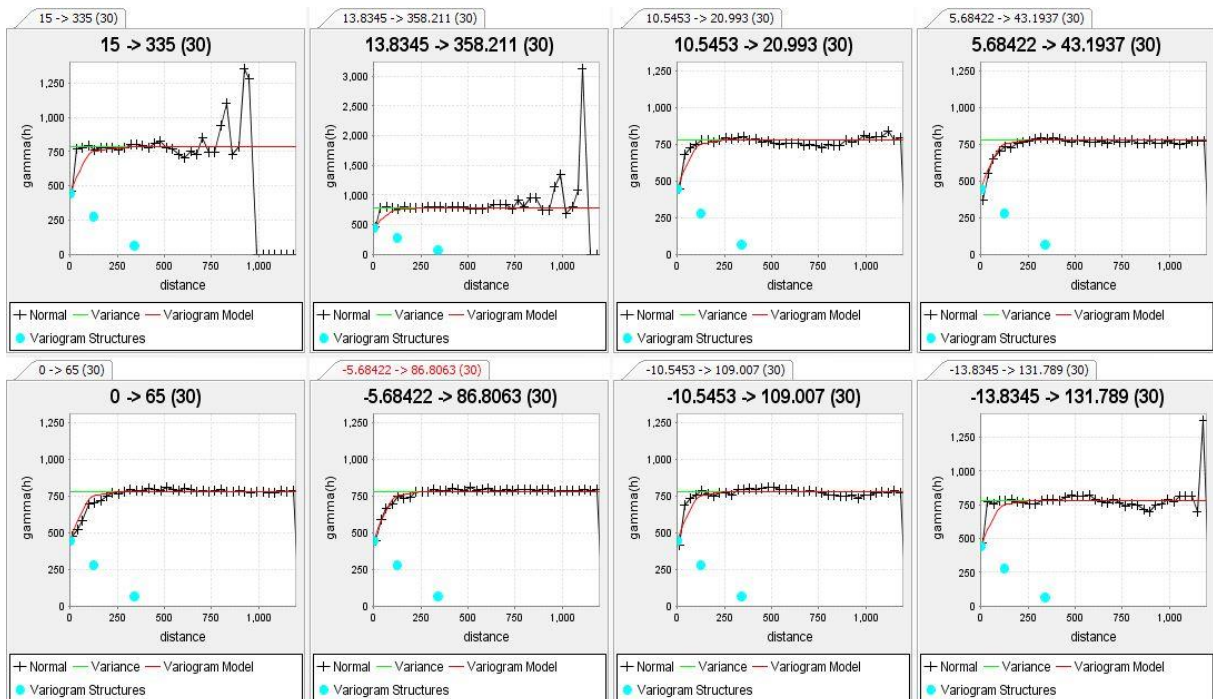 15 -> 335 (30)
13.8345 -> 358.211 (30)
10.5453 -> 20.993 (30)
5.68422 -> 43.1937 (30)
15 -> 335 (30)
1,250
1,000
750
500
250
0
gamma(h)
0 250 500 750 1,000
distance
Normal Variance Variogram Model
Variogram Structures
13.8345 -> 358.211 (30)
3,000
2,500
2,000
1,500
1,000
500
0
gamma(h)
0 250 500 750 1,000
distance
Normal Variance Variogram Model
Variogram Structures
10.5453 -> 20.993 (30)
1,250
1,000
750
500
250
0
gamma(h)
0 250 500 750 1,000
distance
Normal Variance Variogram Model
Variogram Structures
5.68422 -> 43.1937 (30)
1,250
1,000
750
500
250
0
gamma(h)
0 250 500 750 1,000
distance
Normal Variance Variogram Model
Variogram Structures
0 -> 65 (30)
-5.68422 -> 86.8063 (30)
-10.5453 -> 109.007 (30)
-13.8345 -> 131.789 (30)
0 -> 65 (30)
1,250
1,000
750
500
250
0
gamma(h)
0 250 500 750 1,000
distance
Normal Variance Variogram Model
Variogram Structures
-5.68422 -> 86.8063 (30)
1,250
1,000
750
500
250
0
gamma(h)
0 250 500 750 1,000
distance
Normal Variance Variogram Model
Variogram Structures
-10.5453 -> 109.007 (30)
1,250
1,000
750
500
250
0
gamma(h)
0 250 500 750 1,000
distance
Normal Variance Variogram Model
Variogram Structures
-13.8345 -> 131.789 (30)
1,250
1,000
750
500
250
0
gamma(h)
0 250 500 750 1,000
distance
Normal Variance Variogram Model
Variogram Structures